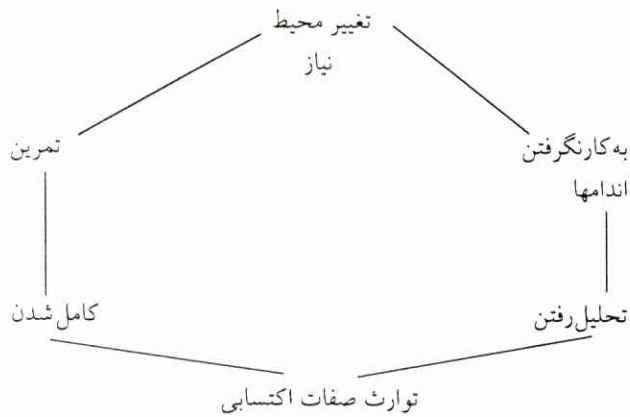 تغییر محیط
نیاز
به کارنگرفتن
اندامها
تمرین
تحلیل رفتن
کامل شدن
توارث صفات اکتسابی